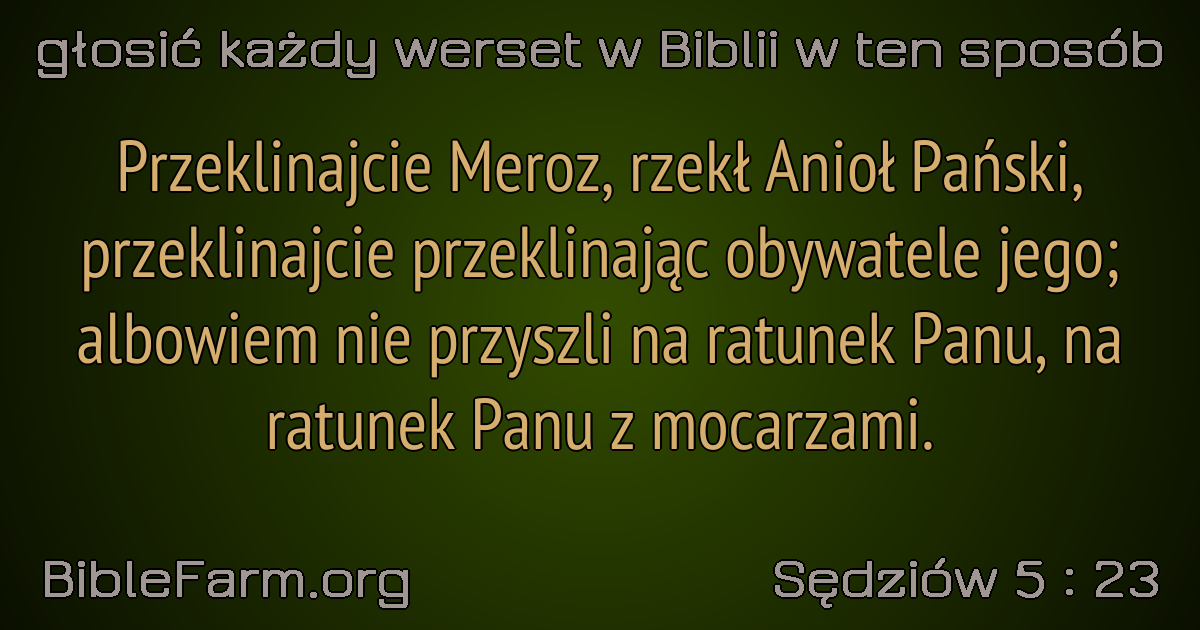 głosić każdy werset w Biblii w ten sposób
Przeklinajcie Meroz, rzekł Anioł Pański,
przeklinajcie przeklinając obywatele jego;
albowiem nie przyszli na ratunek Panu, na
ratunek Panu z mocarzami.
BibleFarm.org
Sędziów 5 : 23